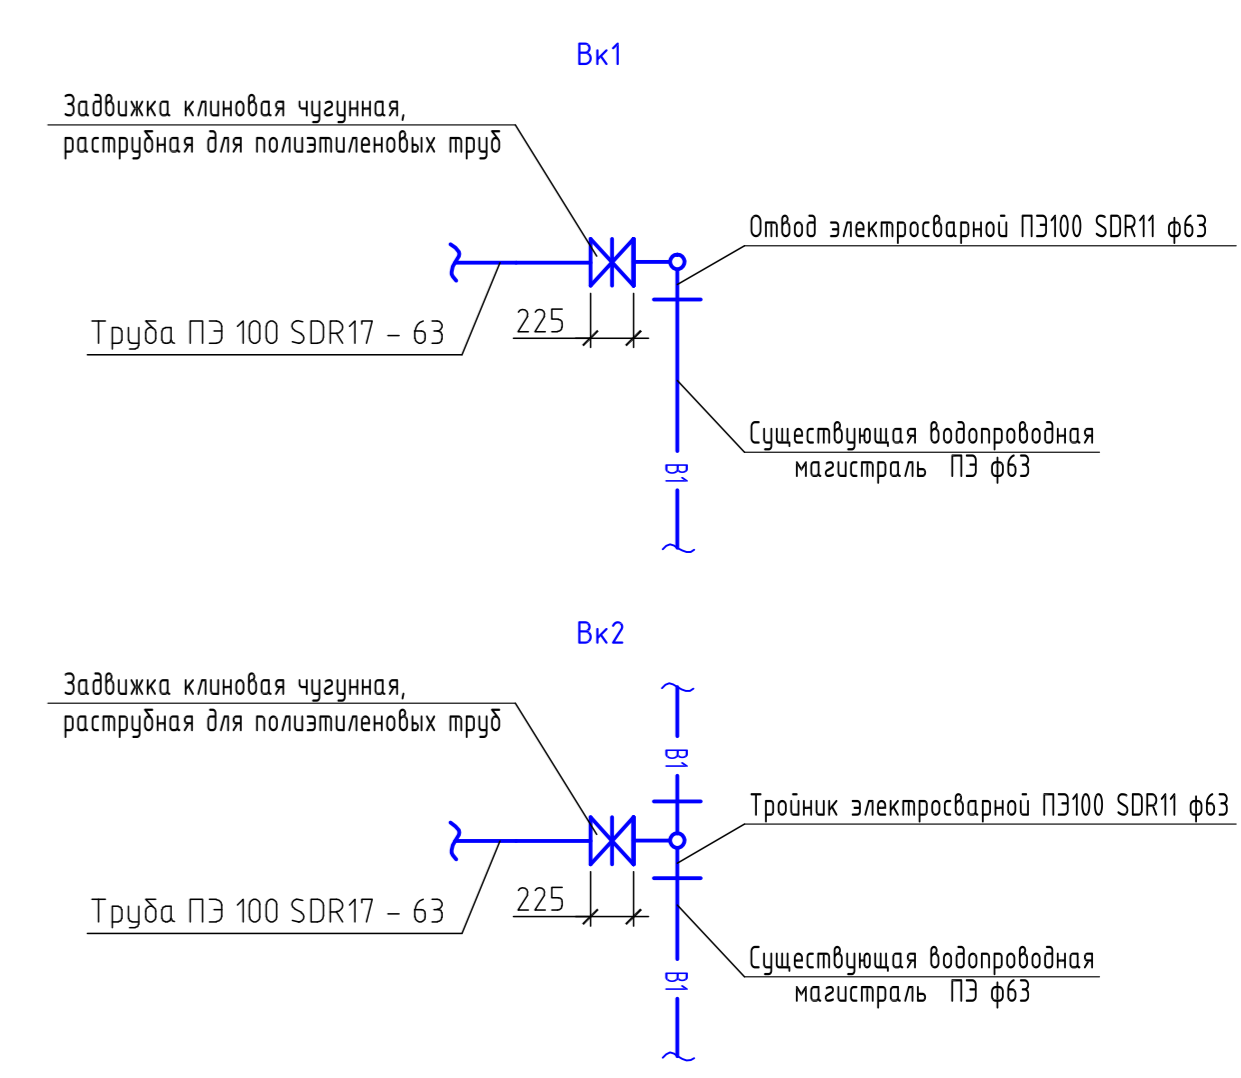 Вк1
Задвижка клиновая чугунная,
раструбная для полиэтиленовых труб
Отвод электросварной ПЭ100 SDR11 ф63
225
Труба ПЭ 100 SDR17 – 63
Существующая водопроводная
магистраль ПЭ ф63
В1
Вк2
Задвижка клиновая чугунная,
раструбная для полиэтиленовых труб
В1
Тройник электросварной ПЭ100 SDR11 ф63
225
Труба ПЭ 100 SDR17 – 63
Существующая водопроводная
магистраль ПЭ ф63
В1